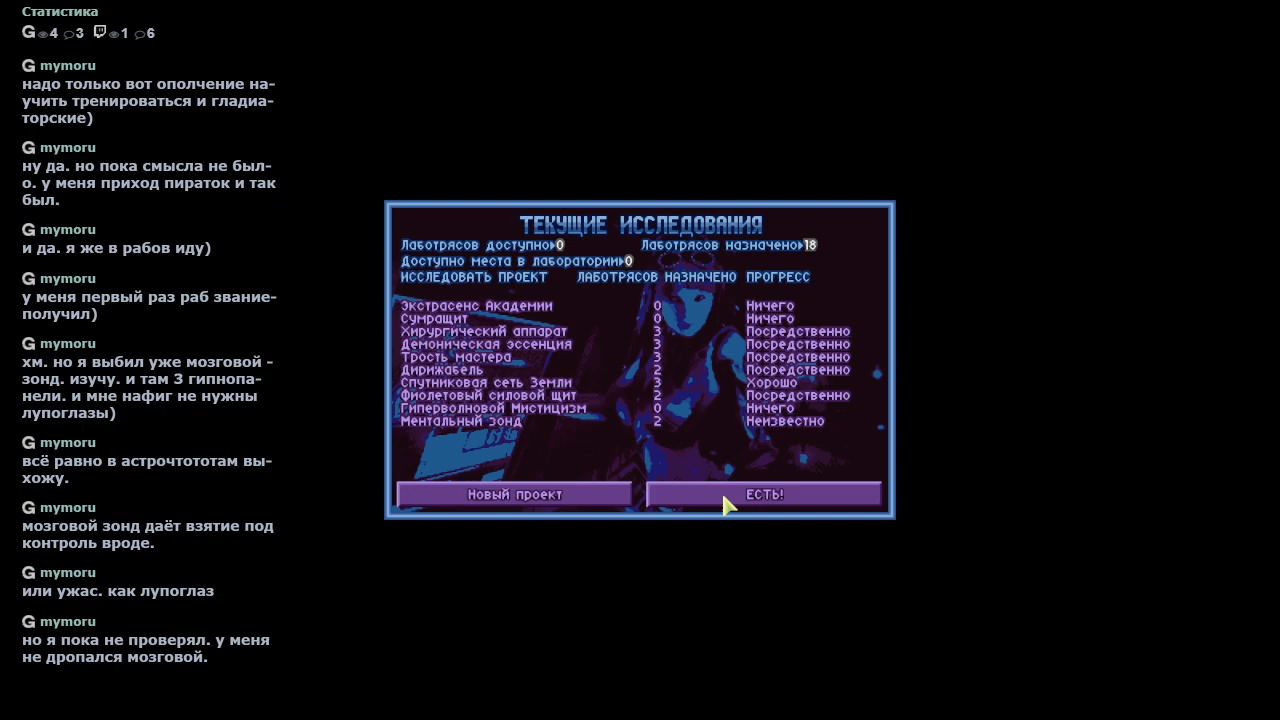 Статистика
4 3 1 6
mymoru
надо только вот ополчение на-
учить тренироваться и гладиа-
торские)
mymoru
ну да. но пока смысла не был-
о. у меня приход пираток и так
был.
mymoru
и да. я же в рабов иду)
mymoru
у меня первый раз раб звание-
получил)
mymoru
хм. но я выбил уже мозговой -
зонд. изучу. и там 3 гипнопа-
нели. и мне нафиг не нужны
лупоглазы)
mymoru
всё равно в астрочтототам вы-
хожу.
mymoru
мозговой зонд даёт взятие под
контроль вроде.
mymoru
или ужас. как лупоглаз
mymoru
но я пока не проверял. у меня
не дропался мозговой.
ТЕКУЩИЕ ИССЛЕДОВАНИЯ
Лаботрясов доступно 0 Лаботрясов назначено 18
Доступно места в лаборатории 0
ИССЛЕДОВАТЬ ПРОЕКТ ЛАБОТРЯСОВ НАЗНАЧЕНО ПРОГРЕСС
Экстрасенс Академии 0 Ничего
Сумращит 0 Ничего
Хирургический аппарат 3 Посредственно
Демоническая эссенция 3 Посредственно
Трость мастера 3 Посредственно
Дирижабель 2 Посредственно
Спутниковая сеть Земли 3 Хорошо
Фиолетовый силовой щит 2 Посредственно
Гиперволновой Мистицизм 0 Ничего
Ментальный зонд 2 Неизвестно
Новый проект ЕСТЬ!